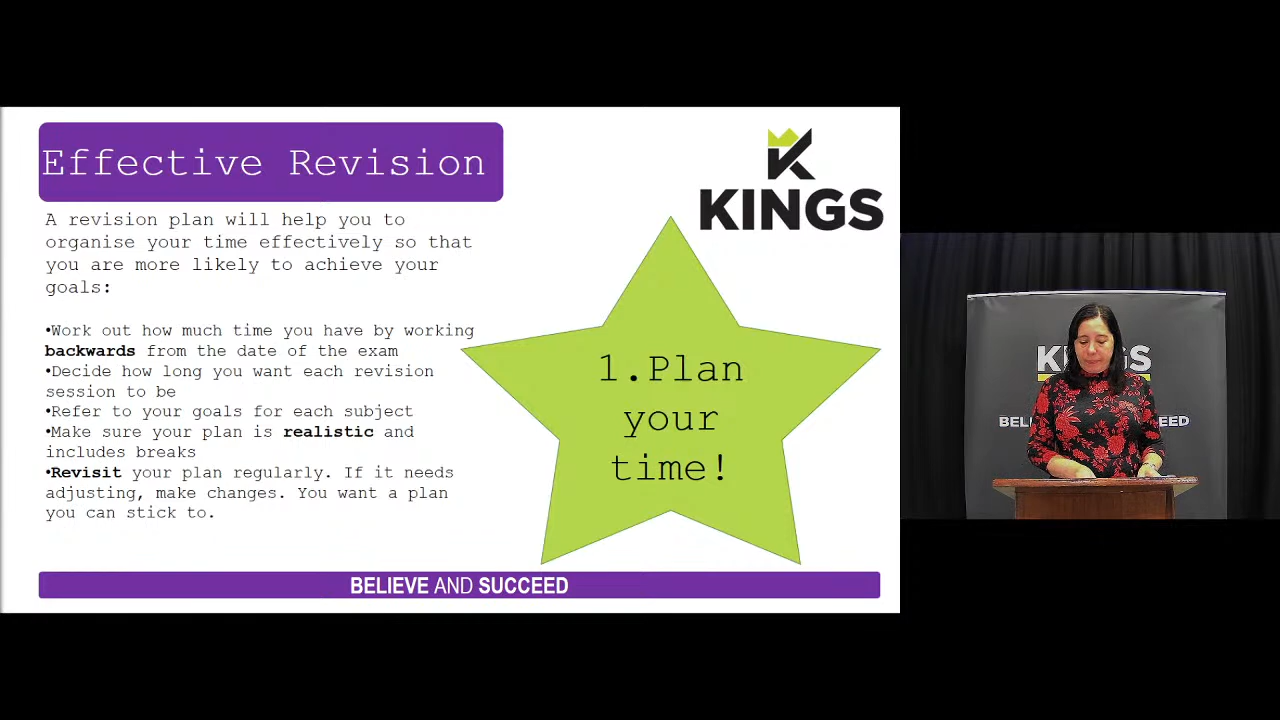 Effective Revision
KINGS
A revision plan will help you to
organise your time effectively so that
you are more likely to achieve your
goals:
•Work out how much time you have by working
backwards from the date of the exam
•Decide how long you want each revision
session to be
•Refer to your goals for each subject
•Make sure your plan is realistic and
includes breaks
•Revisit your plan regularly. If it needs
adjusting, make changes. You want a plan
you can stick to.
1.Plan
your
time!
BELIEVE AND SUCCEED
KINGS